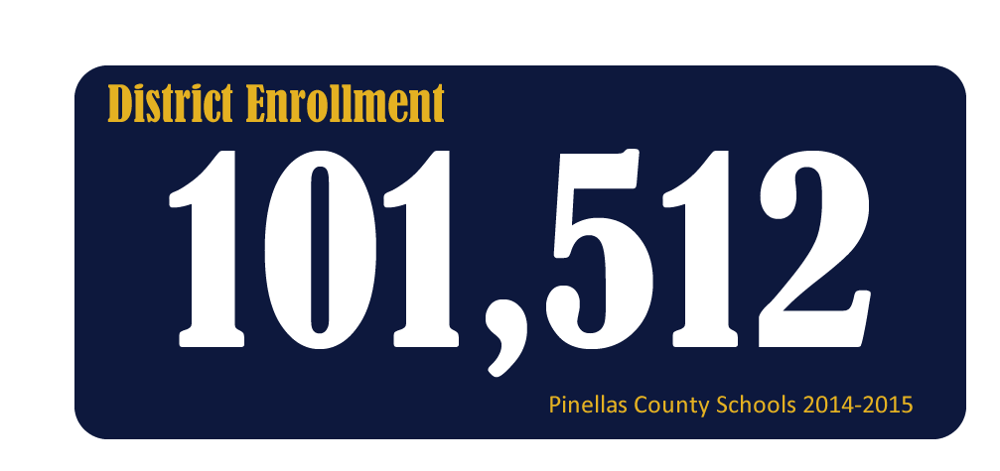 District Enrollment
101,512
Pinellas County Schools 2014-2015